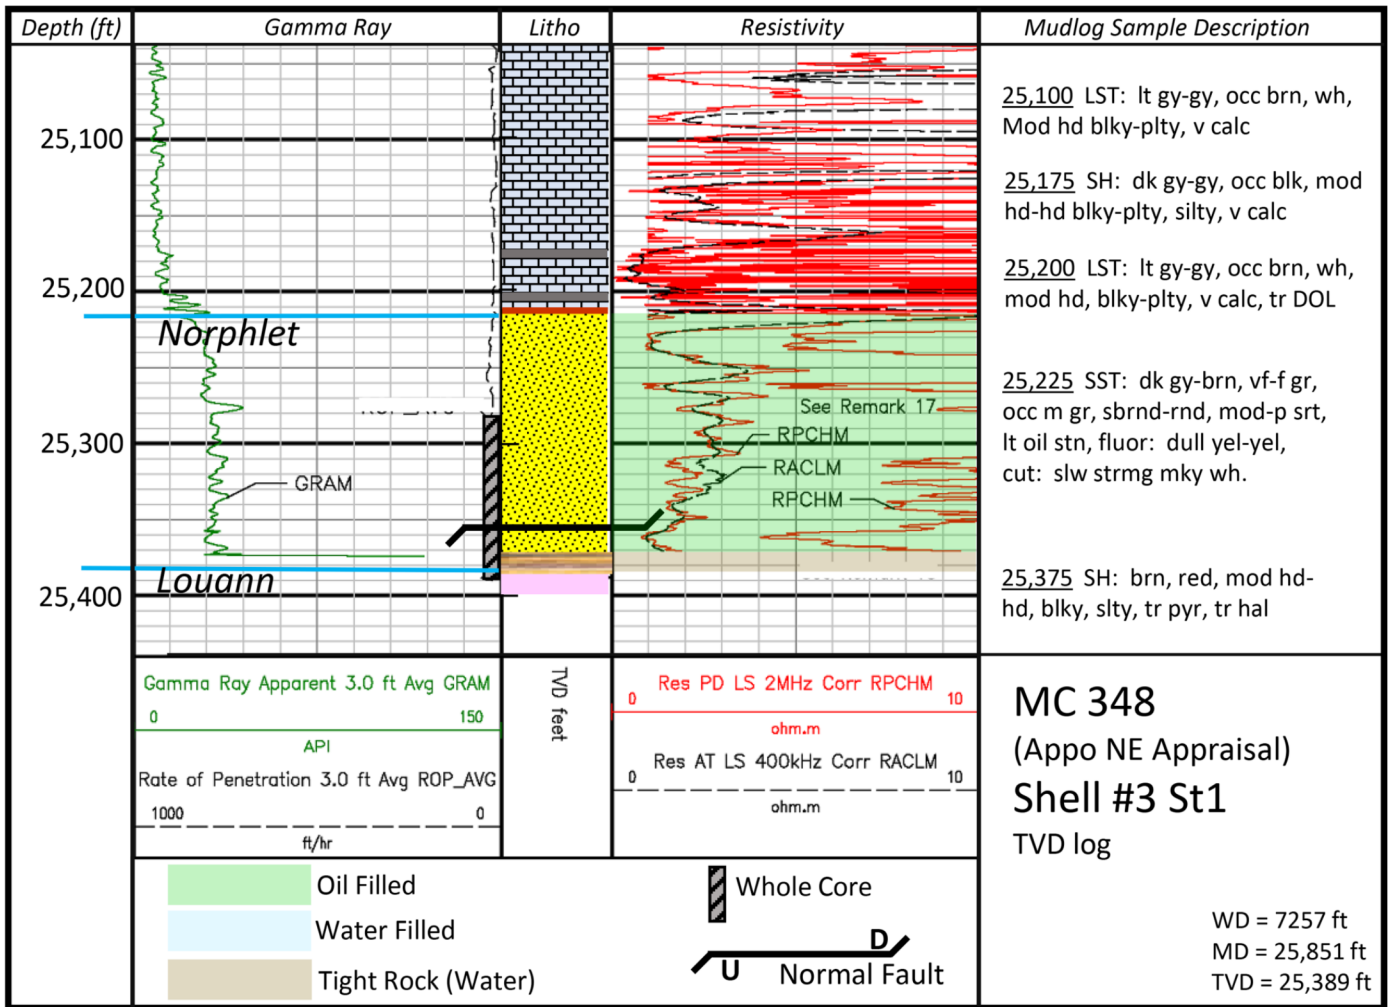 Depth (ft)
Gamma Ray
Litho
Resistivity
Mudlog Sample Description
25,100
25,200
25,300
25,400
Norphlet
GRAM
Louann
See Remark 17
RPCHM
RACLM
RPCHM
25,100 LST: lt gy-gy, occ brn, wh,
Mod hd blky-plty, v calc
25,175 SH: dk gy-gy, occ blk, mod
hd-hd blky-plty, silty, v calc
25,200 LST: lt gy-gy, occ brn, wh,
mod hd, blky-plty, v calc, tr DOL
25,225 SST: dk gy-brn, vf-f gr,
occ m gr, sbrnd-rnd, mod-p srt,
lt oil stn, fluor: dull yel-yel,
cut: slw strmg mky wh.
25,375 SH: brn, red, mod hd-
hd, blky, slty, tr pyr, tr hal
Gamma Ray Apparent 3.0 ft Avg GRAM
0 150
API
Rate of Penetration 3.0 ft Avg ROP_AVG
1000 0
ft/hr
TVD feet
Res PD LS 2MHz Corr RPCHM
0 10
ohm.m
Res AT LS 400kHz Corr RACLM
0 10
ohm.m
MC 348
(Appo NE Appraisal)
Shell #3 St1
TVD log
WD = 7257 ft
MD = 25,851 ft
TVD = 25,389 ft
Oil Filled
Water Filled
Tight Rock (Water)
Whole Core
D
U
Normal Fault